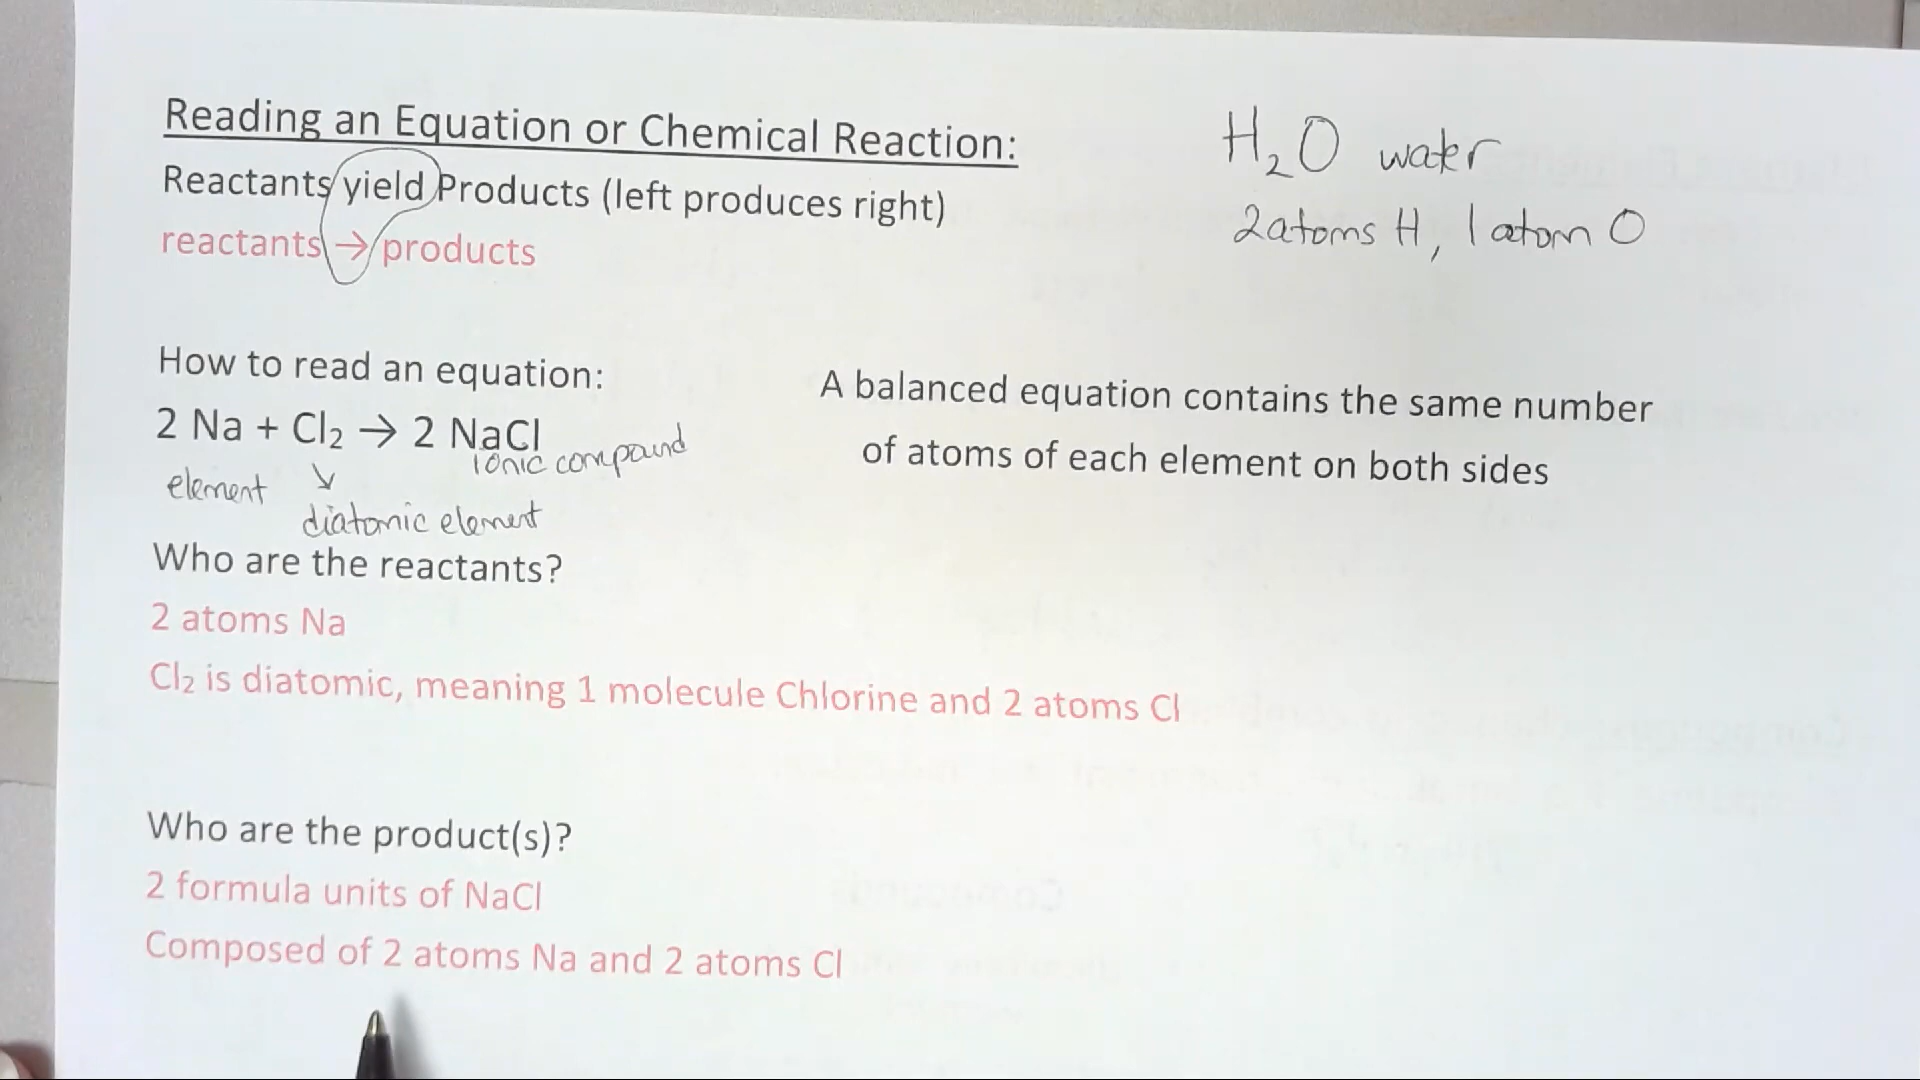 Reading an Equation or Chemical Reaction:
Reactants yield Products (left produces right)
reactants → products
H₂O water
2 atoms H, 1 atom O
How to read an equation:
2 Na + Cl₂ → 2 NaCl
ionic compound
element ↘
diatomic element
A balanced equation contains the same number
of atoms of each element on both sides
Who are the reactants?
2 atoms Na
Cl₂ is diatomic, meaning 1 molecule Chlorine and 2 atoms Cl
Who are the product(s)?
2 formula units of NaCl
Composed of 2 atoms Na and 2 atoms Cl